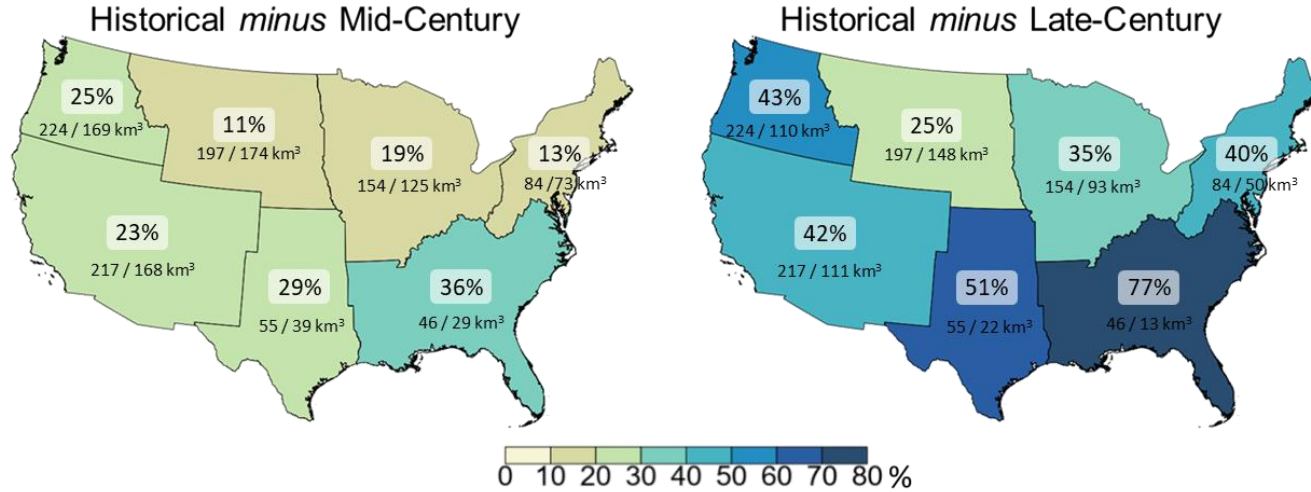 Historical minus Mid-Century
25%
224 / 169 km³
11%
197 / 174 km³
19%
154 / 125 km³
13%
84 /73 km³
23%
217 / 168 km³
29%
55 / 39 km³
36%
46 / 29 km³
Historical minus Late-Century
43%
224 / 110 km³
25%
197 / 148 km³
35%
154 / 93 km³
40%
84 / 50 km³
42%
217 / 111 km³
51%
55 / 22 km³
77%
46 / 13 km³
0 10 20 30 40 50 60 70 80 %